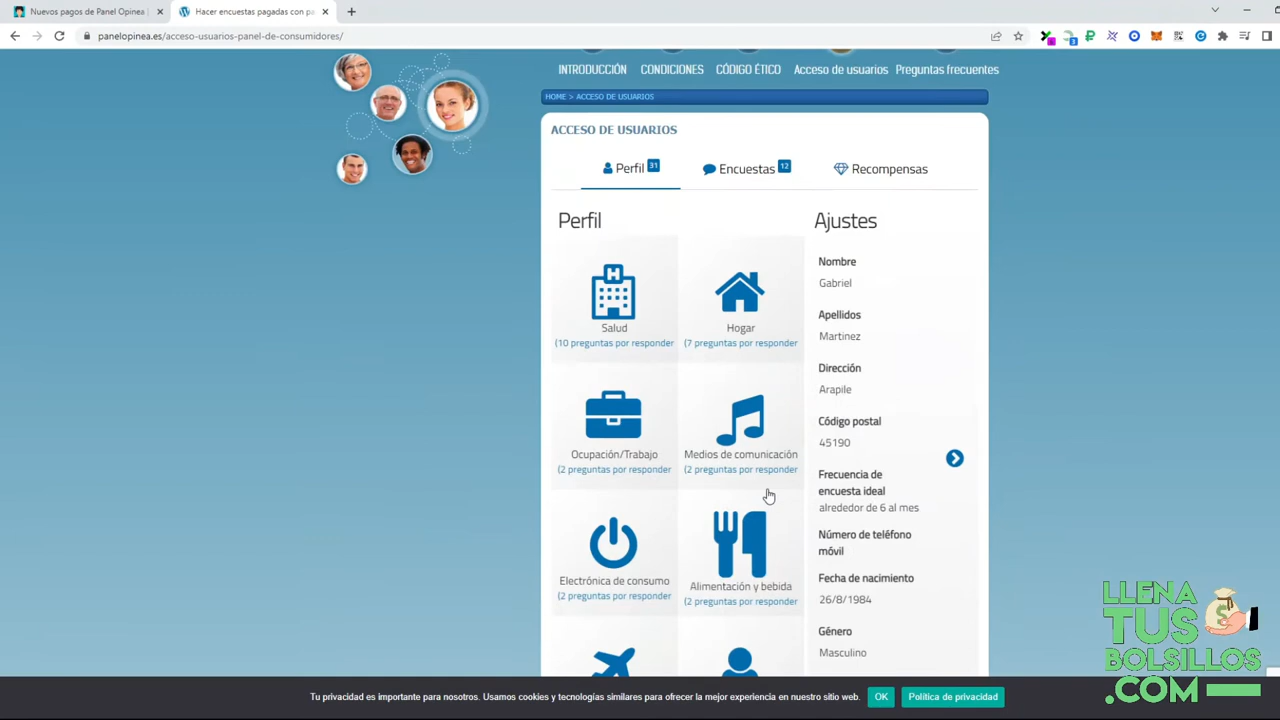 Nuevos pagos de Panel Opinea |
Hacer encuestas pagadas con pa
panelopinea.es/acceso-usuarios-panel-de-consumidores/
INTRODUCCIÓN CONDICIONES CÓDIGO ÉTICO Acceso de usuarios Preguntas frecuentes
HOME > ACCESO DE USUARIOS
ACCESO DE USUARIOS
Perfil 31 Encuestas 12 Recompensas
Perfil
Salud
(10 preguntas por responder
Hogar
(7 preguntas por responder
Ocupación/Trabajo
(2 preguntas por responder
Medios de comunicación
(2 preguntas por responder
Electrónica de consumo
(2 preguntas por responder
Alimentación y bebida
(2 preguntas por responder
Ajustes
Nombre
Gabriel
Apellidos
Martinez
Dirección
Arapile
Código postal
45190
Frecuencia de
encuesta ideal
alrededor de 6 al mes
Número de teléfono
móvil
Fecha de nacimiento
26/8/1984
Género
Masculino
LLENA
TUS
BOLSILLOS
.COM
Tu privacidad es importante para nosotros. Usamos cookies y tecnologías similares para ofrecer la mejor experiencia en nuestro sitio web. OK Política de privacidad